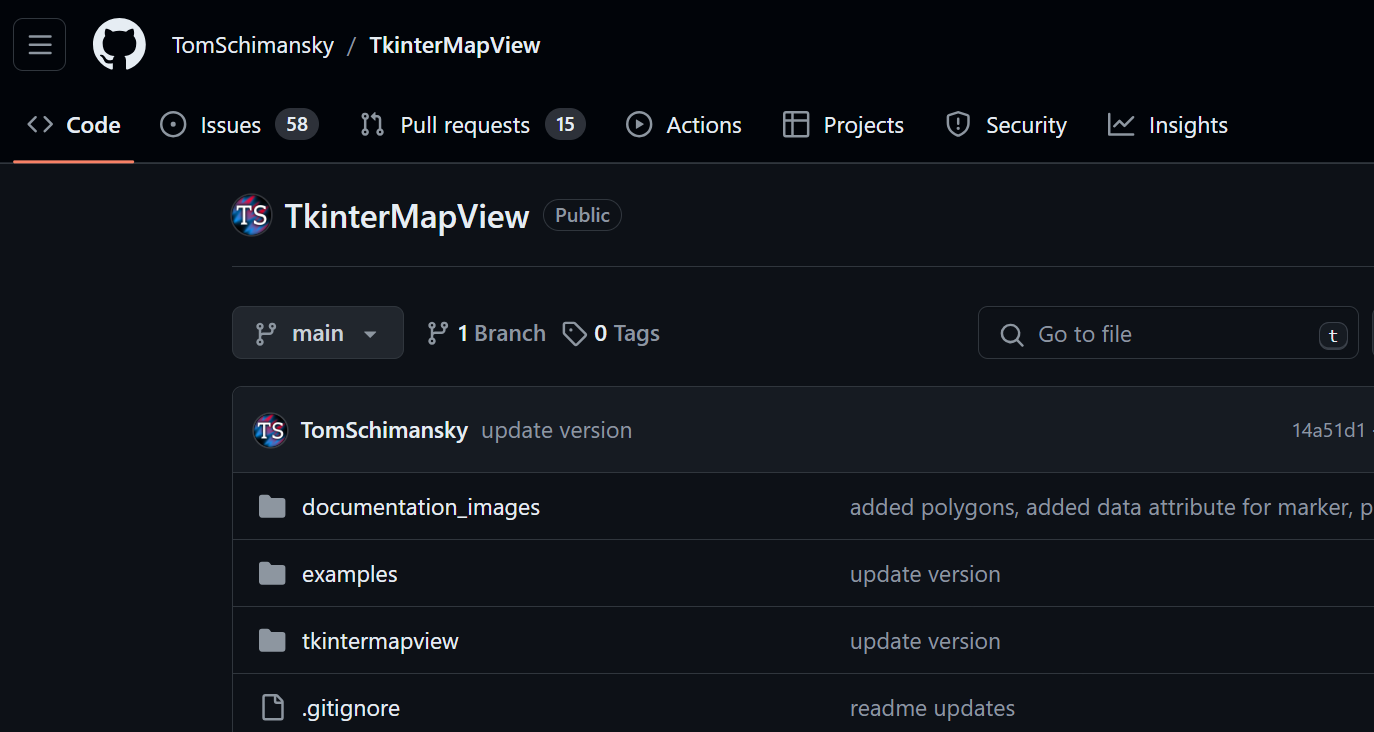 TomSchimansky / TkinterMapView
Code Issues 58 Pull requests 15 Actions Projects Security Insights
TS TkinterMapView Public
main 1 Branch 0 Tags Go to file t
TS TomSchimansky update version 14a51d1
documentation_images added polygons, added data attribute for marker, p
examples update version
tkintermapview update version
.gitignore readme updates